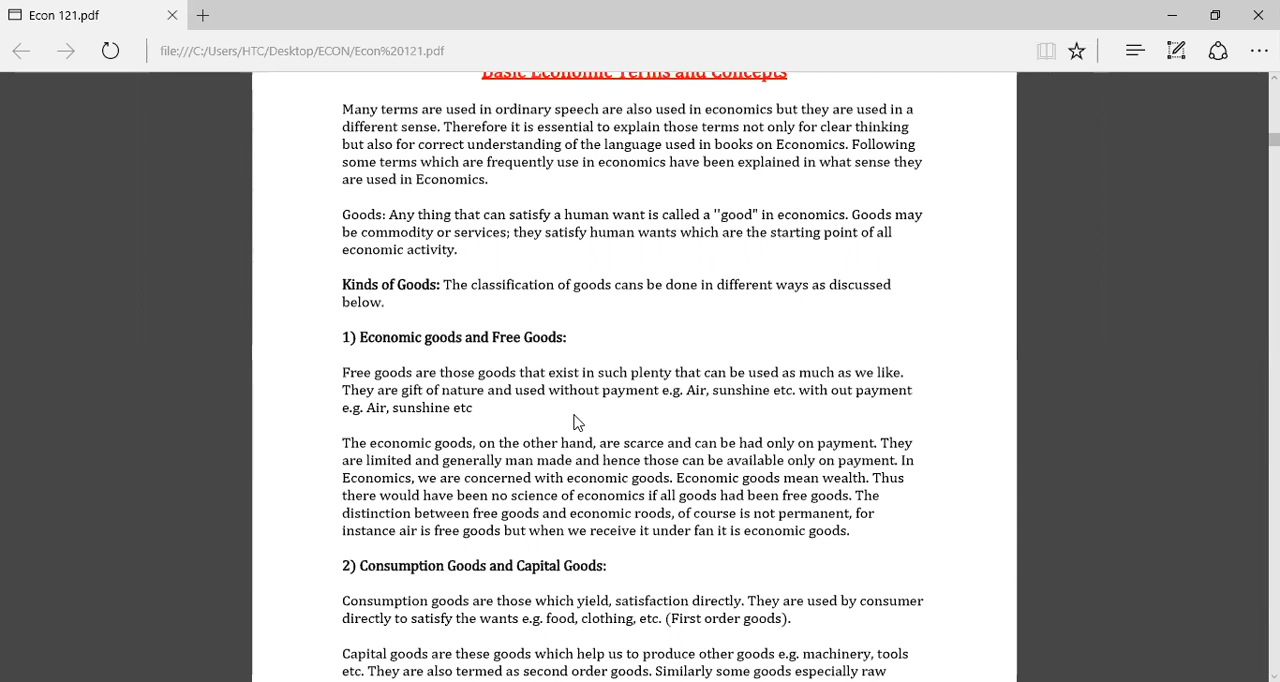 Econ 121.pdf
file:///C:/Users/HTC/Desktop/ECON/Econ%20121.pdf
Basic Economic Terms and Concepts
Many terms are used in ordinary speech are also used in economics but they are used in a
different sense. Therefore it is essential to explain those terms not only for clear thinking
but also for correct understanding of the language used in books on Economics. Following
some terms which are frequently use in economics have been explained in what sense they
are used in Economics.
Goods: Any thing that can satisfy a human want is called a ''good" in economics. Goods may
be commodity or services; they satisfy human wants which are the starting point of all
economic activity.
Kinds of Goods: The classification of goods cans be done in different ways as discussed
below.
1) Economic goods and Free Goods:
Free goods are those goods that exist in such plenty that can be used as much as we like.
They are gift of nature and used without payment e.g. Air, sunshine etc. with out payment
e.g. Air, sunshine etc
The economic goods, on the other hand, are scarce and can be had only on payment. They
are limited and generally man made and hence those can be available only on payment. In
Economics, we are concerned with economic goods. Economic goods mean wealth. Thus
there would have been no science of economics if all goods had been free goods. The
distinction between free goods and economic roods, of course is not permanent, for
instance air is free goods but when we receive it under fan it is economic goods.
2) Consumption Goods and Capital Goods:
Consumption goods are those which yield, satisfaction directly. They are used by consumer
directly to satisfy the wants e.g. food, clothing, etc. (First order goods).
Capital goods are these goods which help us to produce other goods e.g. machinery, tools
etc. They are also termed as second order goods. Similarly some goods especially raw